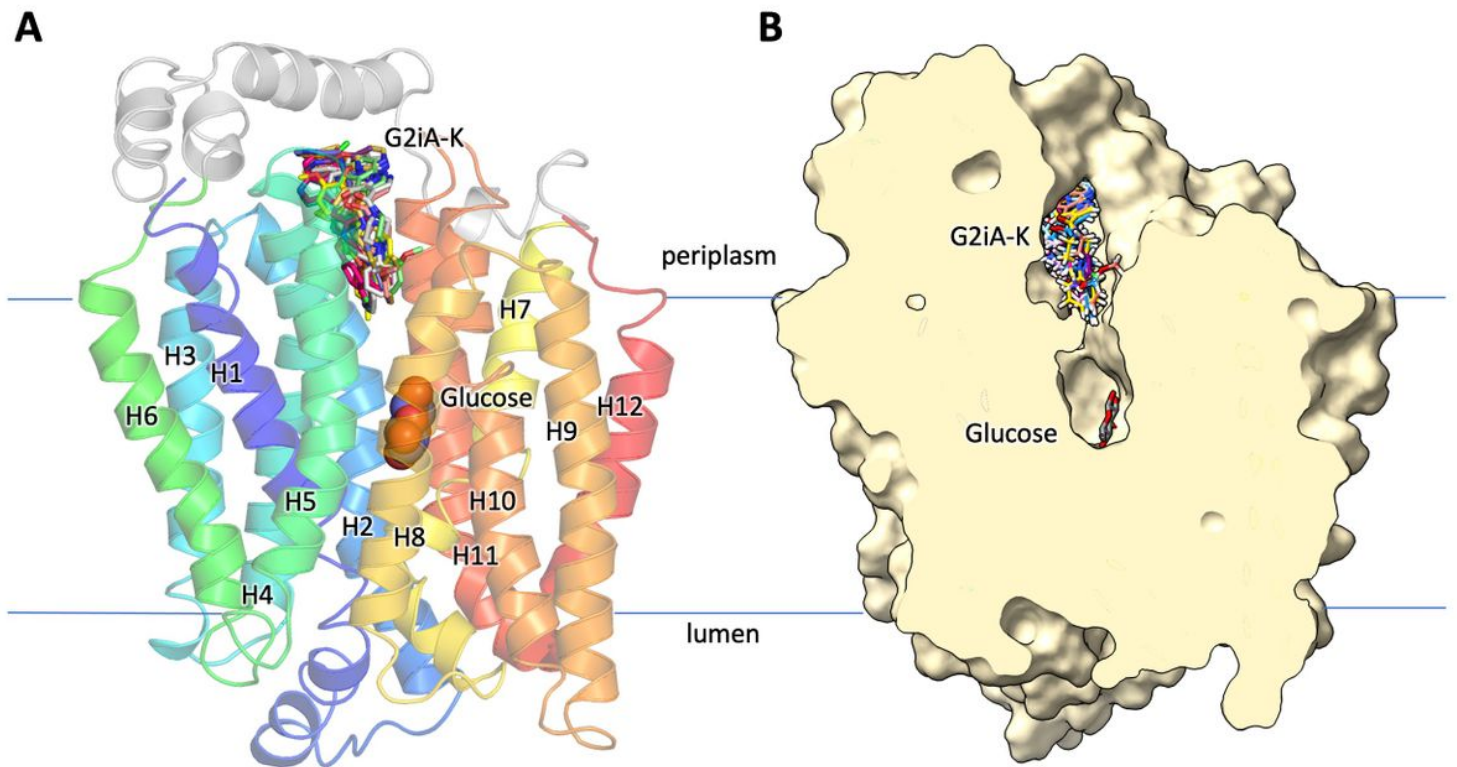 A
B
G2iA-K
periplasm
G2iA-K
H7
H3
H1
Glucose
H6
H12
H9
Glucose
H5
H10
H2
H8
H11
H4
lumen